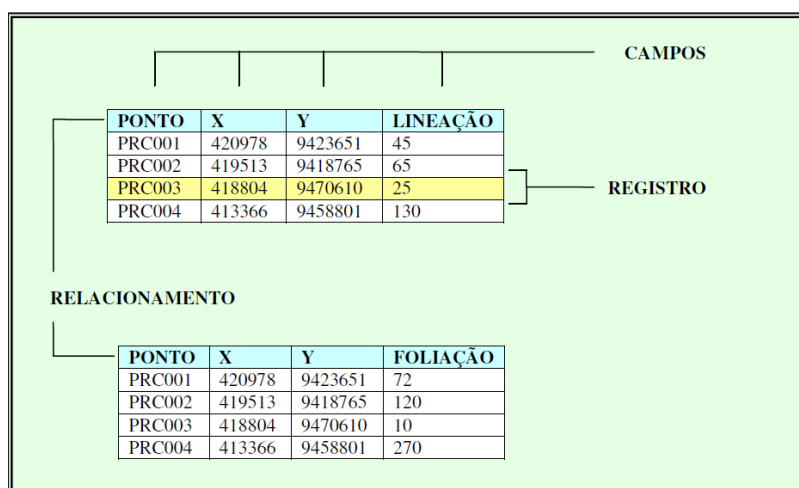 CAMPOS
PONTO X Y LINEAÇÃO
PRC001 420978 9423651 45
PRC002 419513 9418765 65
PRC003 418804 9470610 25
REGISTRO
PRC004 413366 9458801 130
RELACIONAMENTO
PONTO X Y FOLIAÇÃO
PRC001 420978 9423651 72
PRC002 419513 9418765 120
PRC003 418804 9470610 10
PRC004 413366 9458801 270